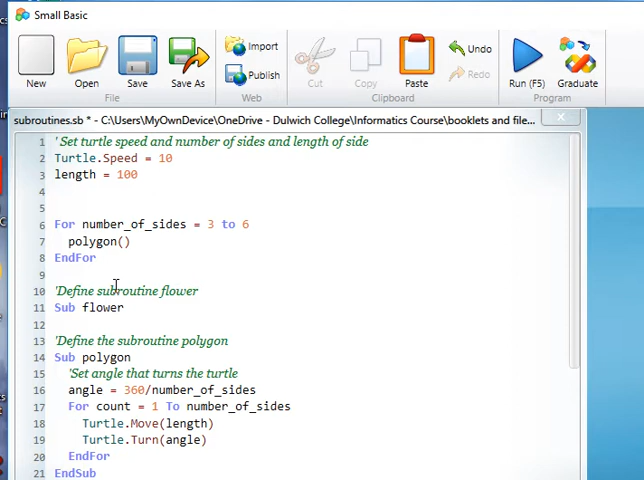 Small Basic
New
Open
Save
Save As
Import
Publish
Cut
Copy
Paste
Undo
Redo
Run (F5)
Graduate
File
Web
Clipboard
Program
subroutines.sb * - C:\Users\MyOwnDevice\OneDrive - Dulwich College\Informatics Course\booklets and file...
1 ' Set turtle speed and number of sides and length of side
2 Turtle.Speed = 10
3 length = 100
4
5
6 For number_of_sides = 3 to 6
7 polygon()
8 EndFor
9
10 'Define subroutine flower
11 Sub flower
12
13 'Define the subroutine polygon
14 Sub polygon
15 'Set angle that turns the turtle
16 angle = 360/number_of_sides
17 For count = 1 To number_of_sides
18 Turtle.Move(length)
19 Turtle.Turn(angle)
20 EndFor
21 EndSub